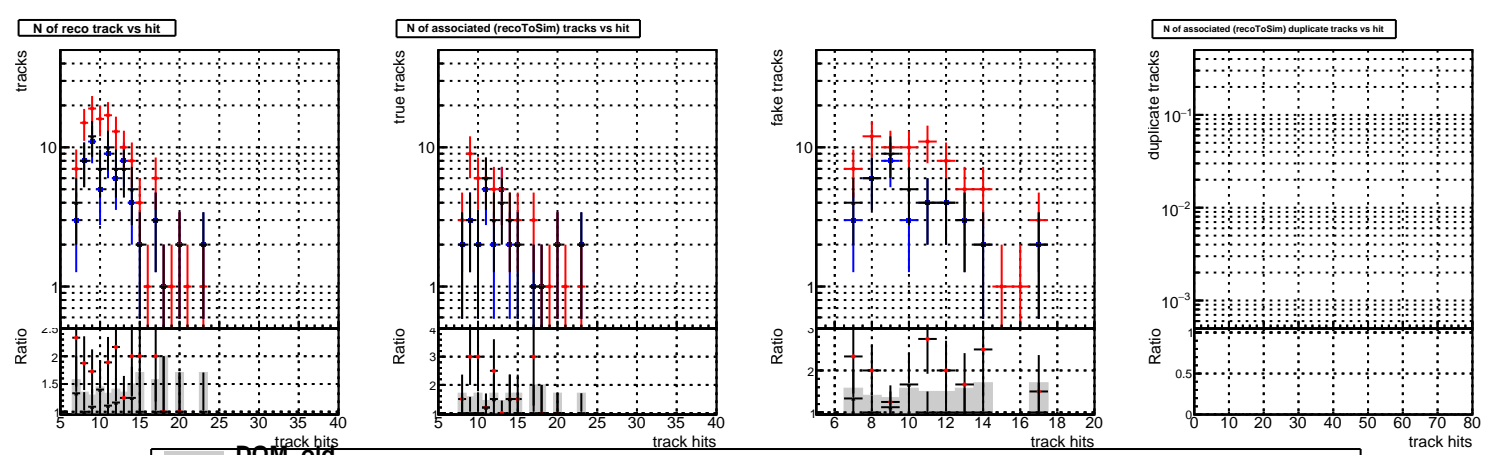 N of reco track vs hit
tracks
10
1
Ratio
2.5
2
1.5
1
5 10 15 20 25 30 35 40
track hits
N of associated (recoToSim) tracks vs hit
true tracks
10
1
Ratio
4
3
2
1
5 10 15 20 25 30 35 40
track hits
fake tracks
10
1
Ratio
3
2
1
6 8 10 12 14 16 18 20
track hits
N of associated (recoToSim) duplicate tracks vs hit
duplicate tracks
10⁻¹
10⁻²
10⁻³
Ratio
1
0.5
0
0 10 20 30 40 50 60 70 80
track hits